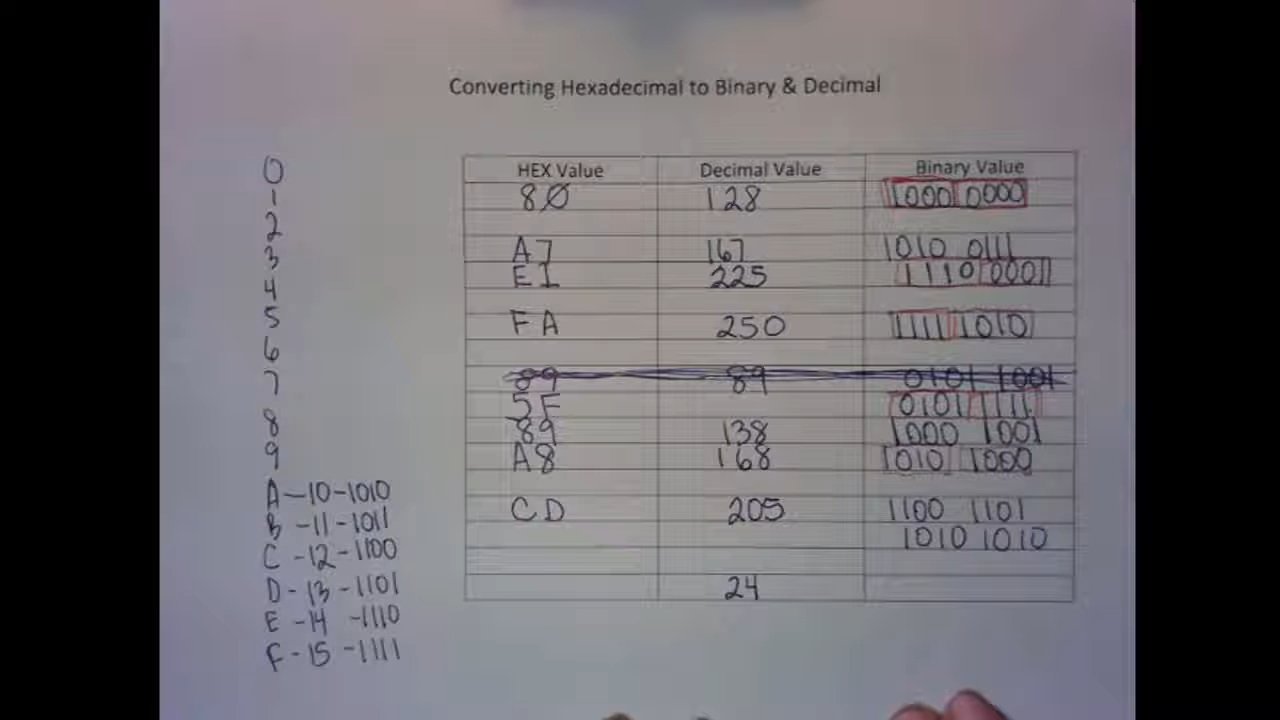 Converting Hexadecimal to Binary & Decimal
HEX Value Decimal Value Binary Value
80 128 1000 0000
A7 167 1010 0111
E1 225 1110 0001
FA 250 1111 1010
89 89 0101 1001
5F 0101 1111
89 138 1000 1001
A8 168 1010 1000
CD 205 1100 1101
1010 1010
24
0
1
2
3
4
5
6
7
8
9
A—10-1010
B -11-1011
C -12-1100
D - 13-1101
E -14 -1110
F - 15 -1111